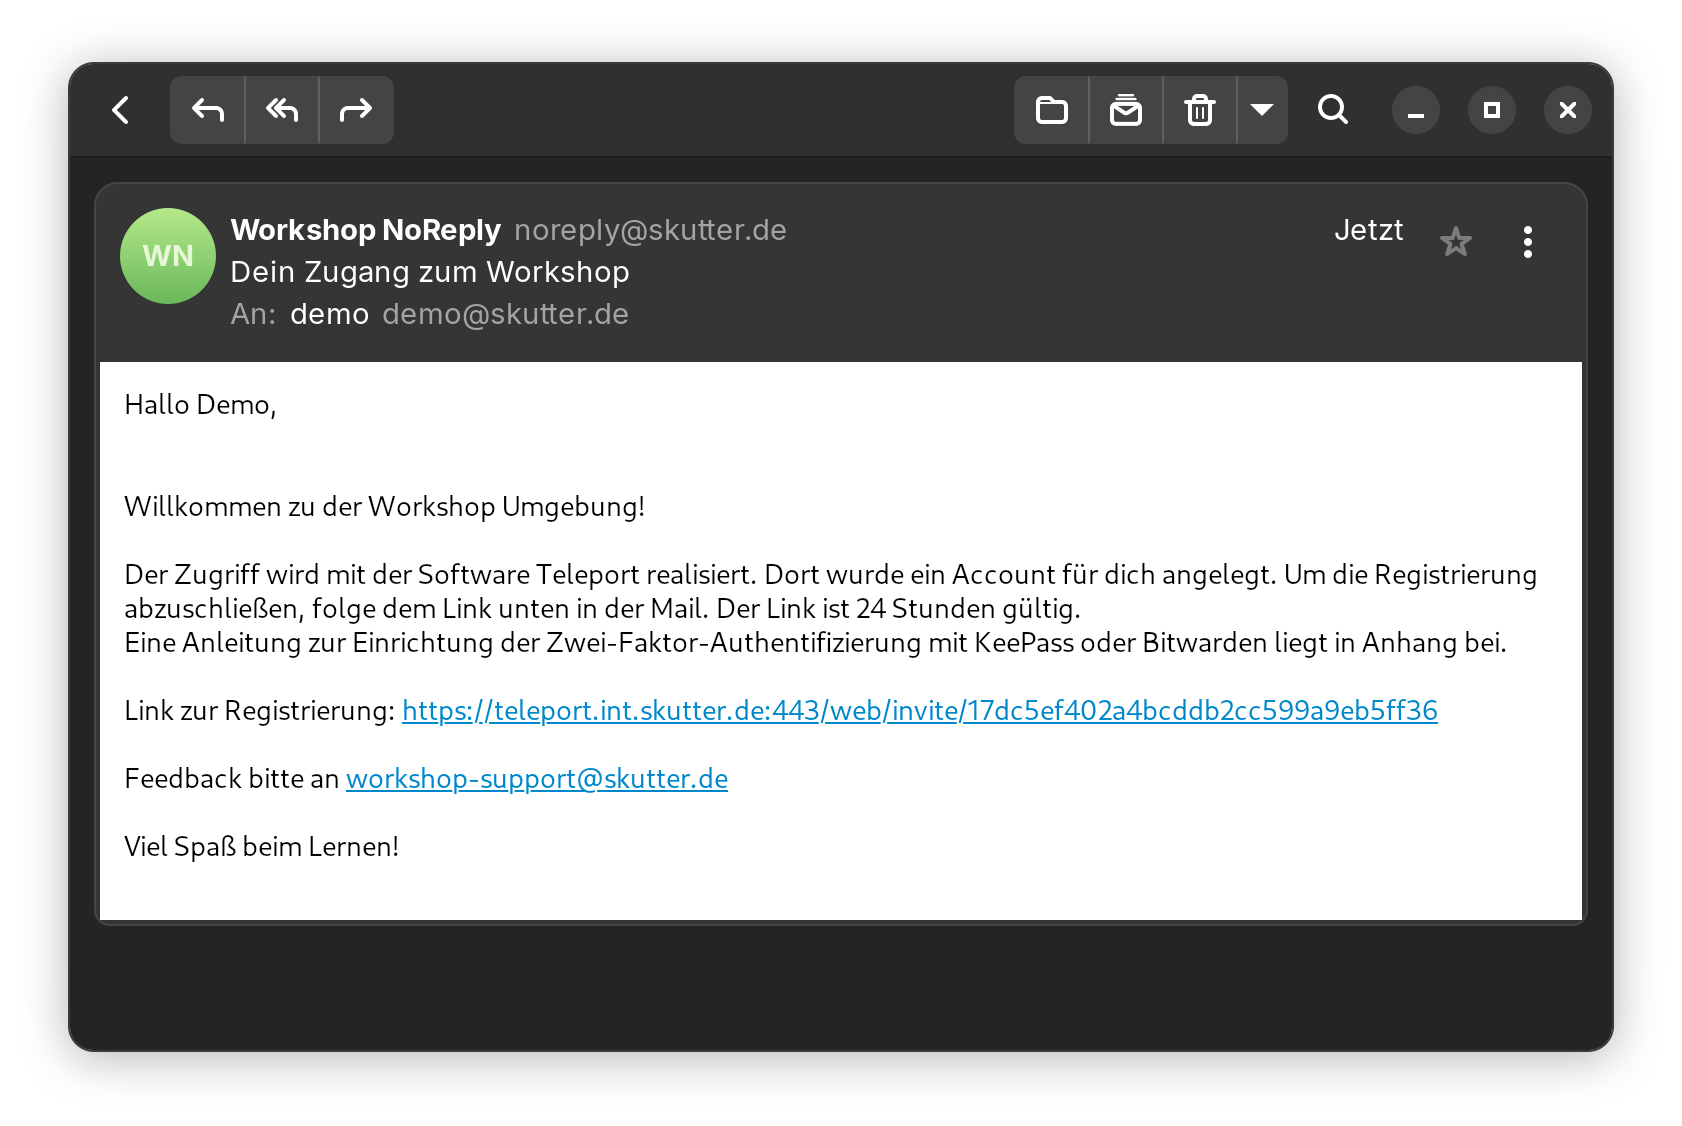 Workshop NoReply noreply@skutter.de
Jetzt
WN
Dein Zugang zum Workshop
An: demo demo@skutter.de
Hallo Demo,
Willkommen zu der Workshop Umgebung!
Der Zugriff wird mit der Software Teleport realisiert. Dort wurde ein Account für dich angelegt. Um die Registrierung
abzuschließen, folge dem Link unten in der Mail. Der Link ist 24 Stunden gültig.
Eine Anleitung zur Einrichtung der Zwei-Faktor-Authentifizierung mit KeePass oder Bitwarden liegt in Anhang bei.
Link zur Registrierung: https://teleport.int.skutter.de:443/web/invite/17dc5ef402a4bcddb2cc599a9eb5ff36
Feedback bitte an workshop-support@skutter.de
Viel Spaß beim Lernen!